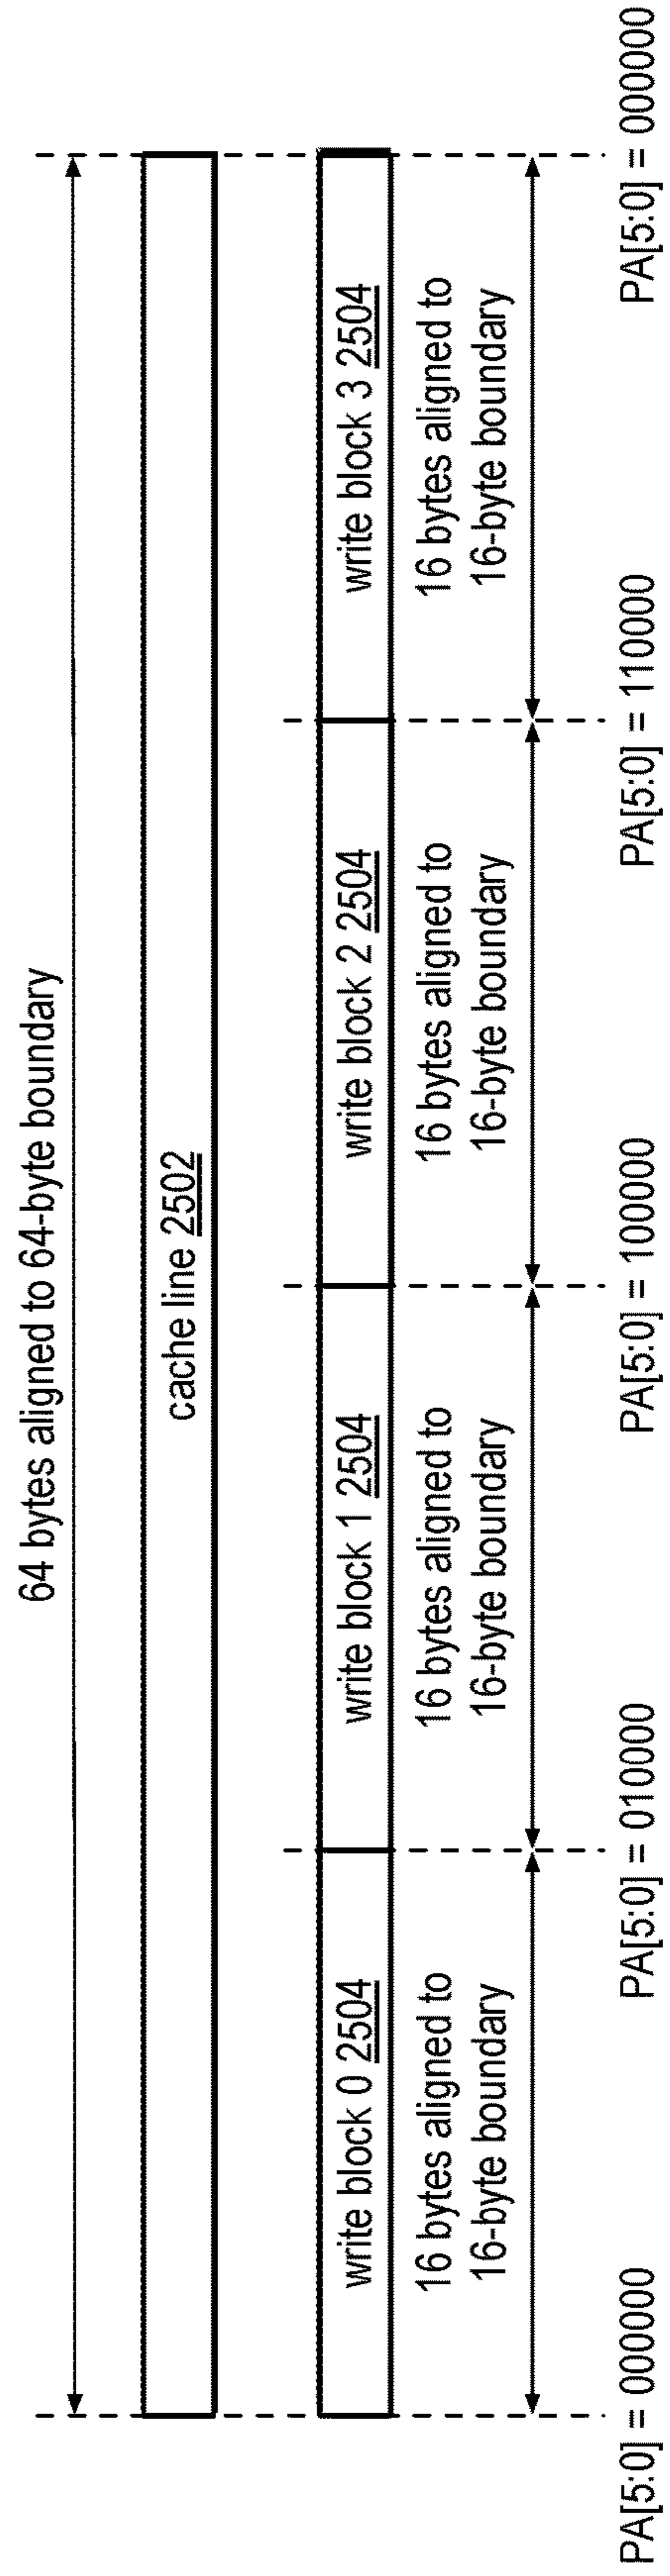 64 bytes aligned to 64-byte boundary
cache line 2502
write block 0 2504
write block 1 2504
write block 2 2504
write block 3 2504
16 bytes aligned to
16-byte boundary
16 bytes aligned to
16-byte boundary
16 bytes aligned to
16-byte boundary
16 bytes aligned to
16-byte boundary
PA[5:0] = 000000
PA[5:0] = 010000
PA[5:0] = 100000
PA[5:0] = 110000
PA[5:0] = 000000